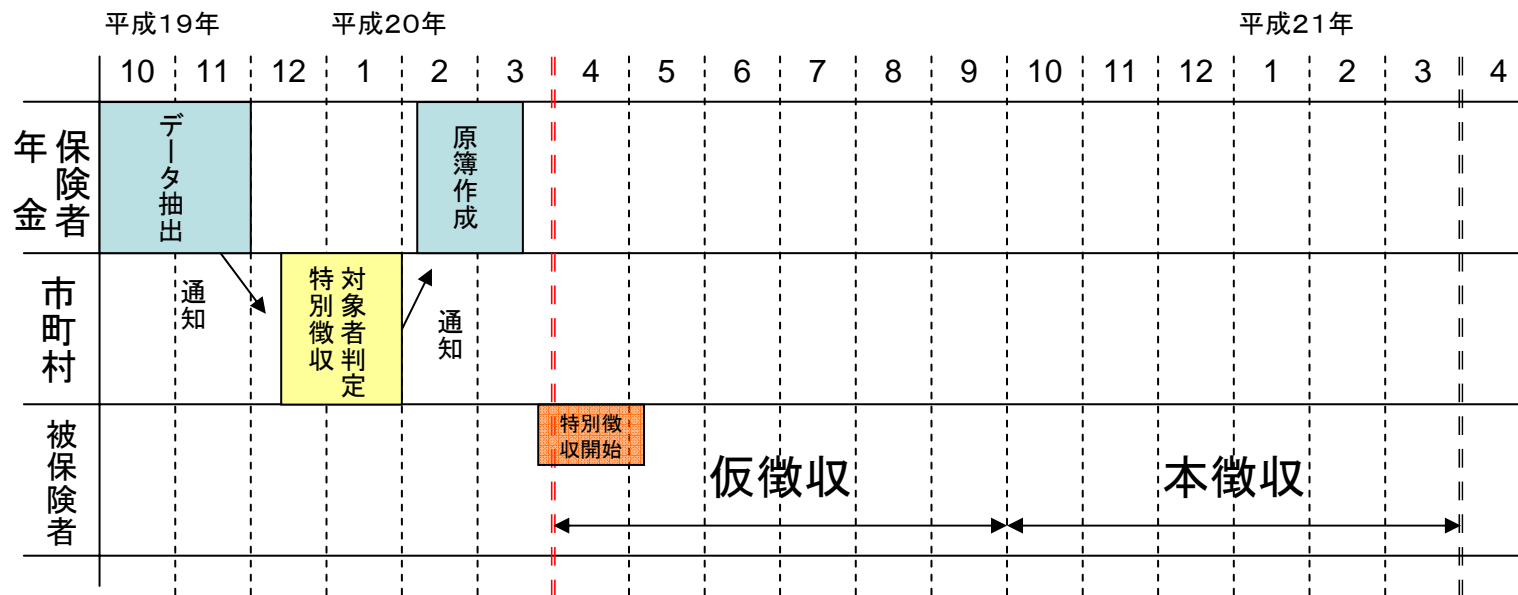 平成19年 平成20年 平成21年
10 11 12 1 2 3 4 5 6 7 8 9 10 11 12 1 2 3 4
年金
保険者
データ抽出
原簿作成
市町村
通知
特別徴収
対象者判定
通知
被保険者
特別徴
収開始
仮徴収
本徴収